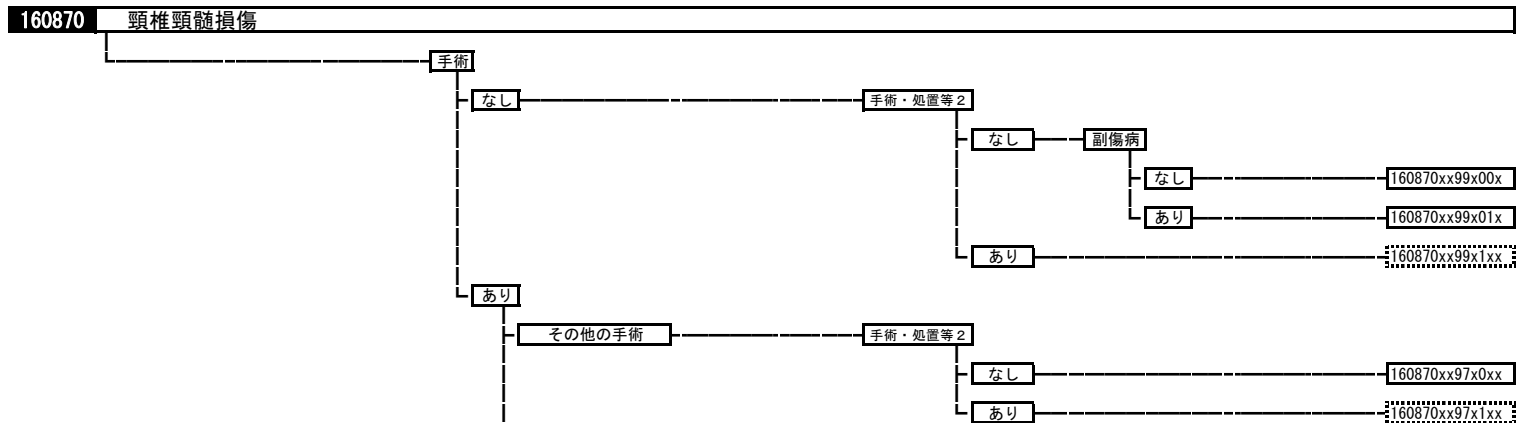 160870 頸椎頸髄損傷
手術
なし 手術・処置等２
なし 副傷病
なし 160870xx99x00x
あり 160870xx99x01x
あり 160870xx99x1xx
あり
その他の手術 手術・処置等２
なし 160870xx97x0xx
あり 160870xx97x1xx